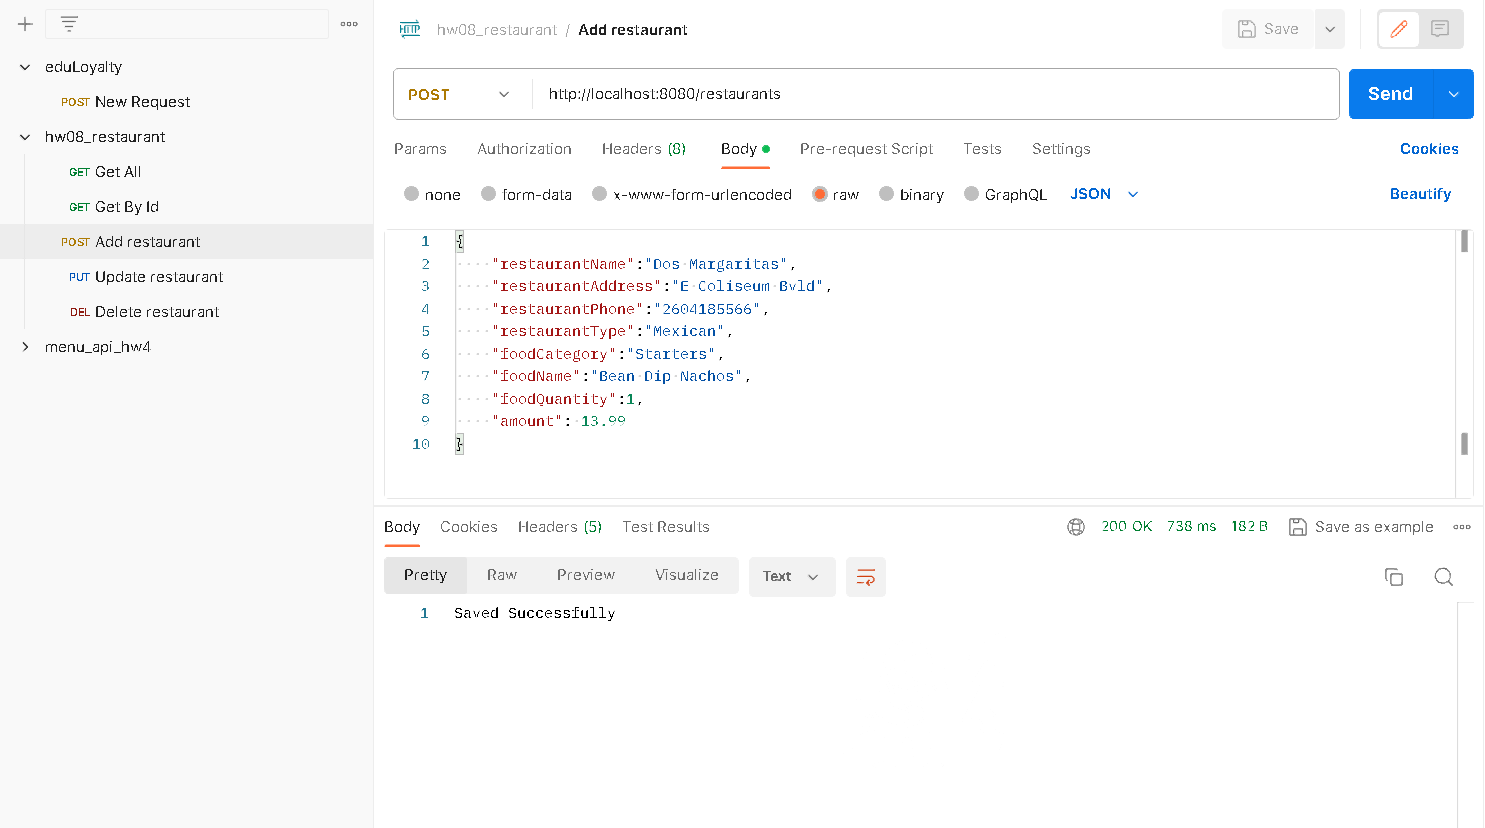 eduLoyalty
POST New Request
hw08_restaurant
GET Get All
GET Get By Id
POST Add restaurant
PUT Update restaurant
DEL Delete restaurant
menu_api_hw4
HTTP hw08_restaurant / Add restaurant
Save
POST http://localhost:8080/restaurants
Send
Params Authorization Headers (8) Body Pre-request Script Tests Settings Cookies
none form-data x-www-form-urlencoded raw binary GraphQL JSON Beautify
1 {
2 "restaurantName":"Dos Margaritas",
3 "restaurantAddress":"E Coliseum Bvld",
4 "restaurantPhone":"2604185566",
5 "restaurantType":"Mexican",
6 "foodCategory":"Starters",
7 "foodName":"Bean Dip Nachos",
8 "foodQuantity":1,
9 "amount": 13.99
10 }
Body Cookies Headers (5) Test Results 200 OK 738 ms 182 B Save as example
Pretty Raw Preview Visualize Text
1 Saved Successfully